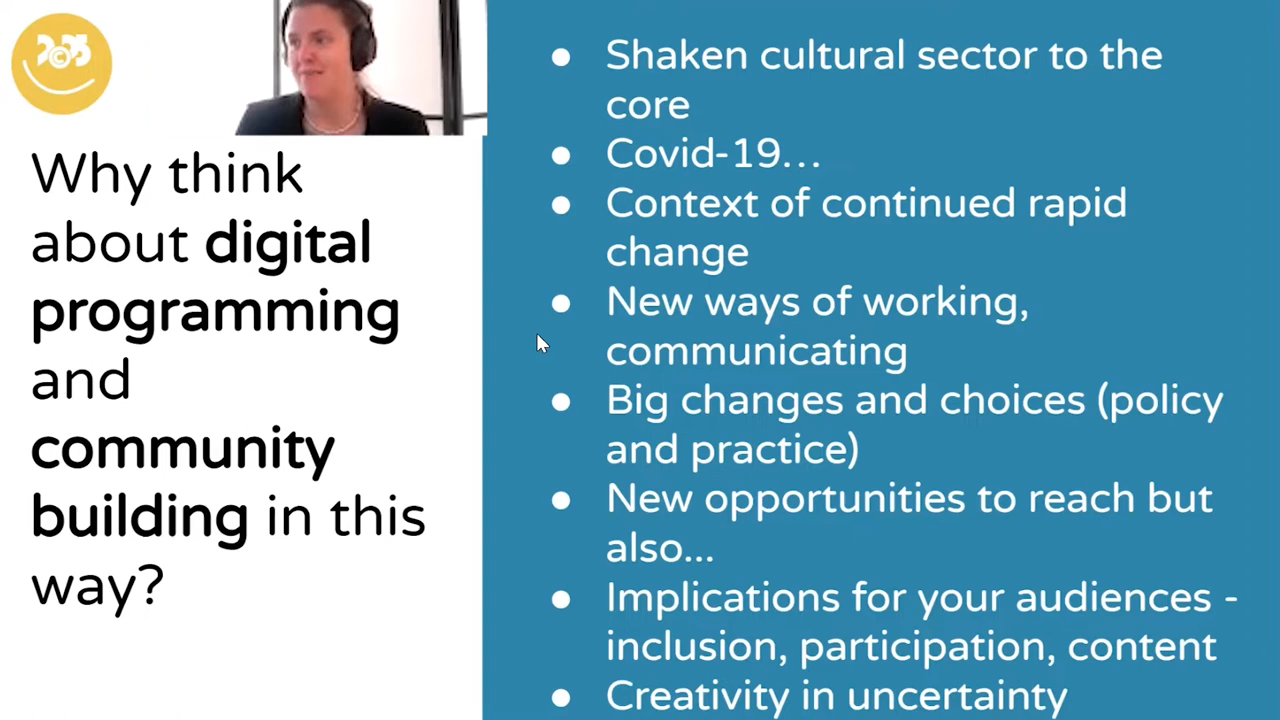 Why think
about digital
programming
and
community
building in this
way?
● Shaken cultural sector to the
core
● Covid-19…
● Context of continued rapid
change
● New ways of working,
communicating
● Big changes and choices (policy
and practice)
● New opportunities to reach but
also...
● Implications for your audiences -
inclusion, participation, content
● Creativity in uncertainty